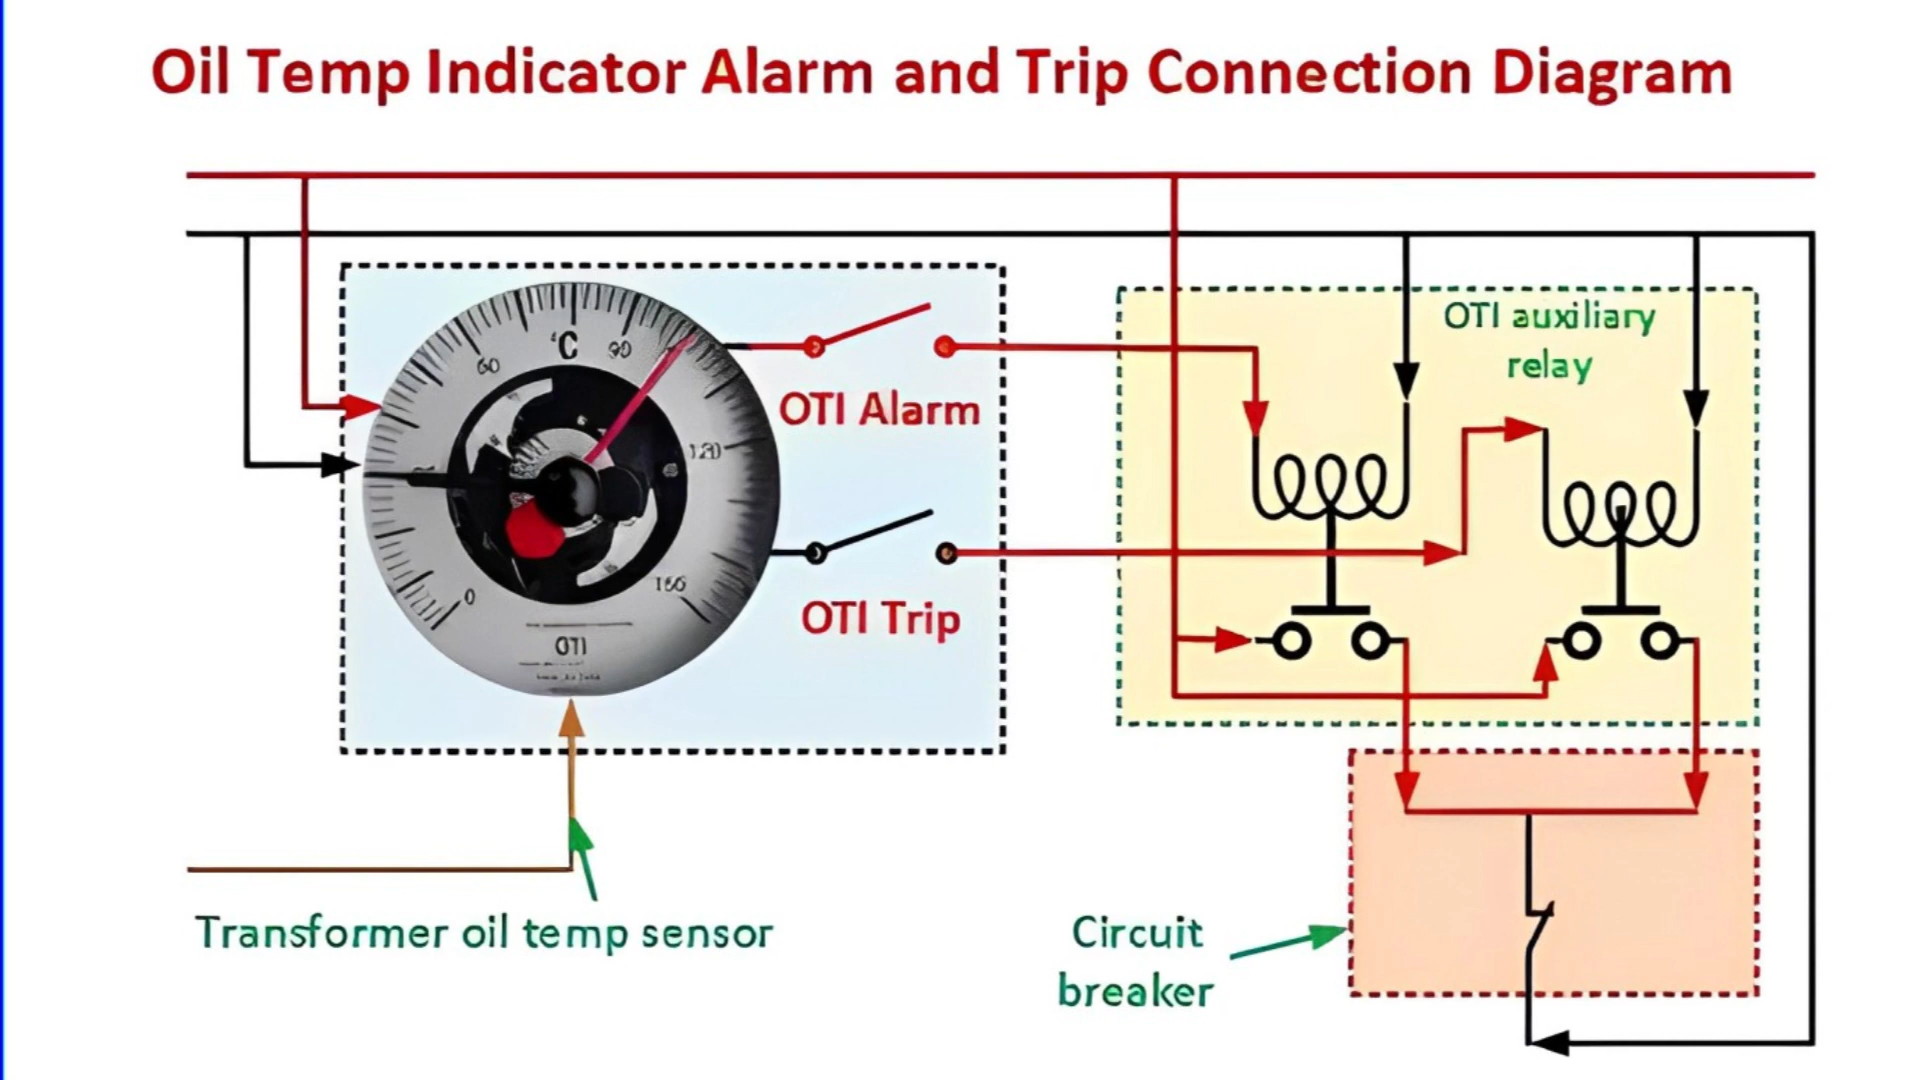 Oil Temp Indicator Alarm and Trip Connection Diagram
OTI auxiliary
relay
°C
60
90
120
160
0
OTI
OTI Alarm
OTI Trip
Transformer oil temp sensor
Circuit
breaker